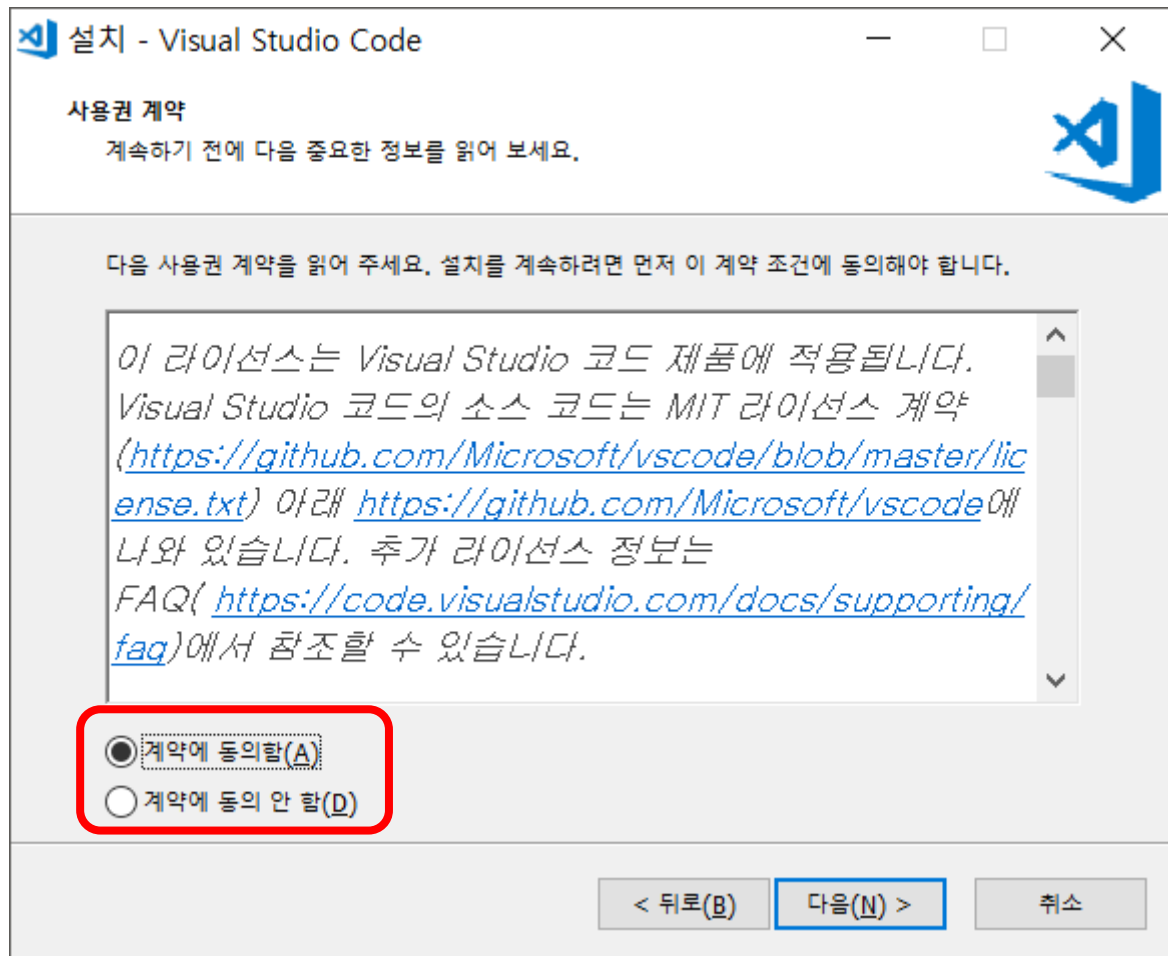 설치 - Visual Studio Code
사용권 계약
계속하기 전에 다음 중요한 정보를 읽어 보세요.
다음 사용권 계약을 읽어 주세요. 설치를 계속하려면 먼저 이 계약 조건에 동의해야 합니다.
이 라이선스는 Visual Studio 코드 제품에 적용됩니다.
Visual Studio 코드의 소스 코드는 MIT 라이선스 계약
(https://github.com/Microsoft/vscode/blob/master/lic
ense.txt) 아래 https://github.com/Microsoft/vscode에
나와 있습니다. 추가 라이선스 정보는
FAQ( https://code.visualstudio.com/docs/supporting/
faq)에서 참조할 수 있습니다.
계약에 동의함(A)
계약에 동의 안 함(D)
< 뒤로(B) 다음(N) > 취소